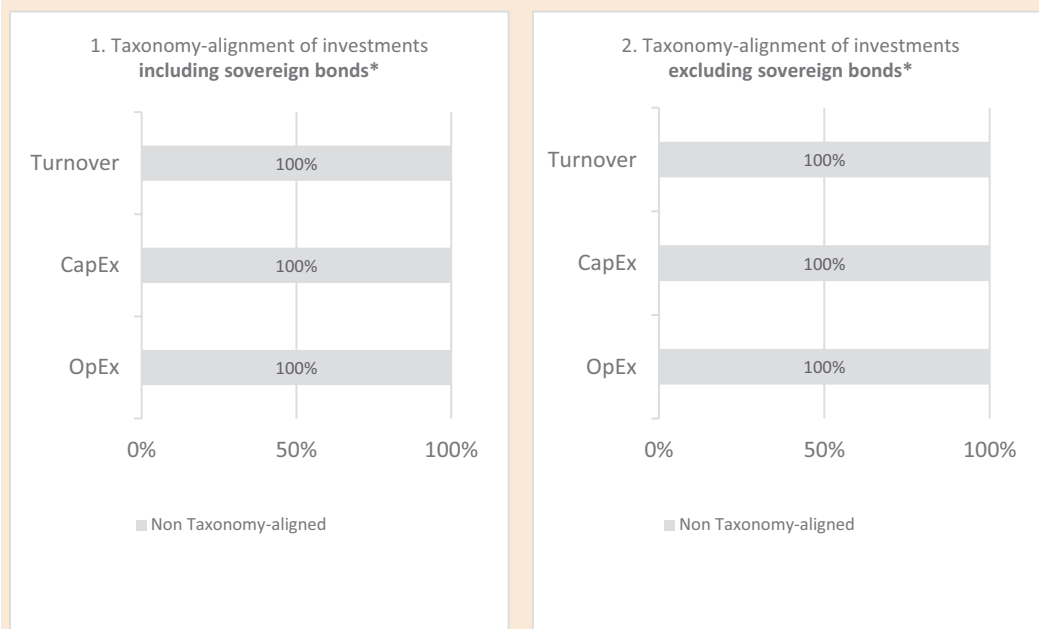 1. Taxonomy-alignment of investments
including sovereign bonds*
Turnover
100%
CapEx
100%
OpEx
100%
0% 50% 100%
Non Taxonomy-aligned
2. Taxonomy-alignment of investments
excluding sovereign bonds*
Turnover
100%
CapEx
100%
OpEx
100%
0% 50% 100%
Non Taxonomy-aligned